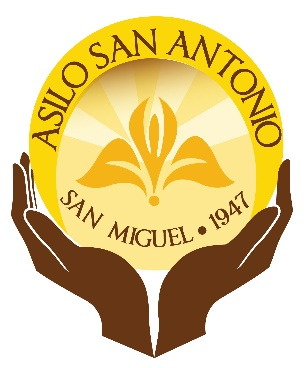 ASILO SAN ANTONIO
SAN MIGUEL • 1947